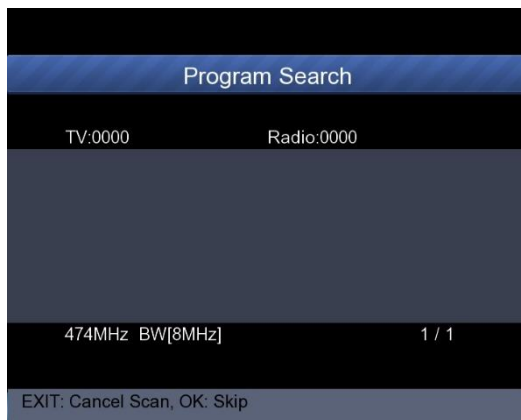 Program Search
TV:0000 Radio:0000
474MHz BW[8MHz] 1 / 1
EXIT: Cancel Scan, OK: Skip